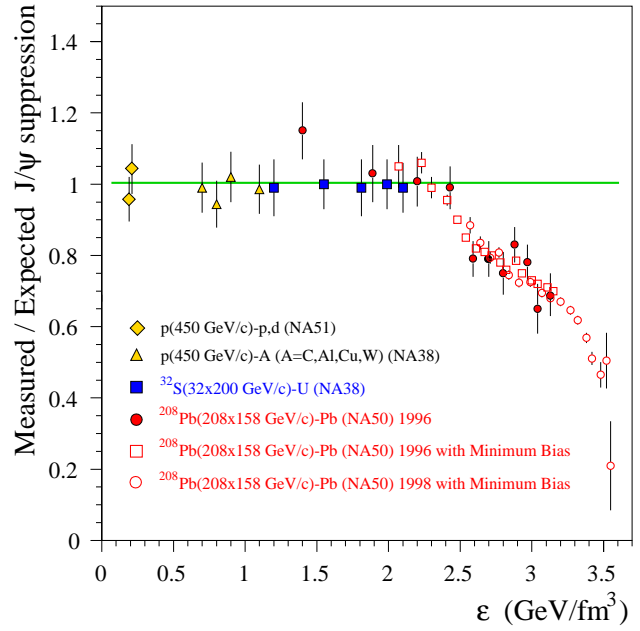 Measured / Expected J/ψ suppression
1.4
1.2
1
0.8
0.6
0.4
0.2
0
p(450 GeV/c)-p,d (NA51)
p(450 GeV/c)-A (A=C,Al,Cu,W) (NA38)
³²S(32x200 GeV/c)-U (NA38)
²⁰⁸Pb(208x158 GeV/c)-Pb (NA50) 1996
²⁰⁸Pb(208x158 GeV/c)-Pb (NA50) 1996 with Minimum Bias
²⁰⁸Pb(208x158 GeV/c)-Pb (NA50) 1998 with Minimum Bias
0 0.5 1 1.5 2 2.5 3 3.5
ε (GeV/fm³)